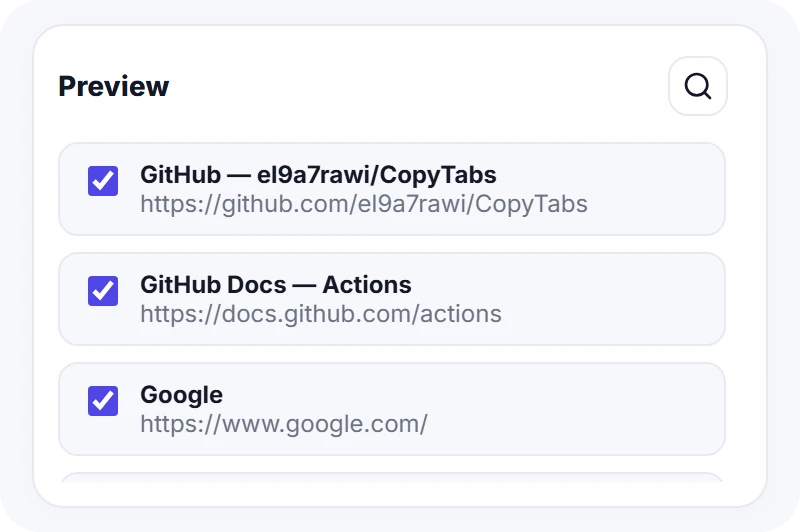 Preview
GitHub — el9a7rawi/CopyTabs
https://github.com/el9a7rawi/CopyTabs
GitHub Docs — Actions
https://docs.github.com/actions
Google
https://www.google.com/